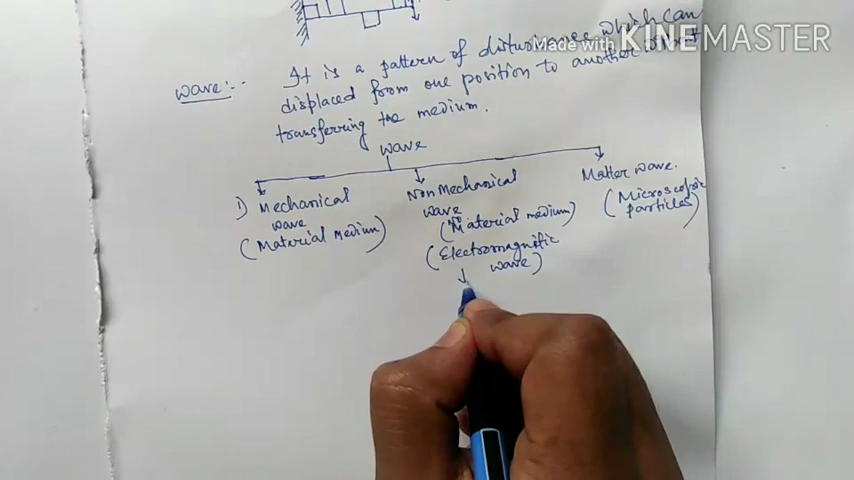 Made with KINEMASTER
wave:- It is a pattern of disturbance which can
displaced from one position to another without
transferring the medium.
wave
i) Mechanical
wave
(Material medium)
Non Mechanical
wave
(No Material medium)
(Electromagnetic
wave)
Matter wave.
(Microscopic
particles)